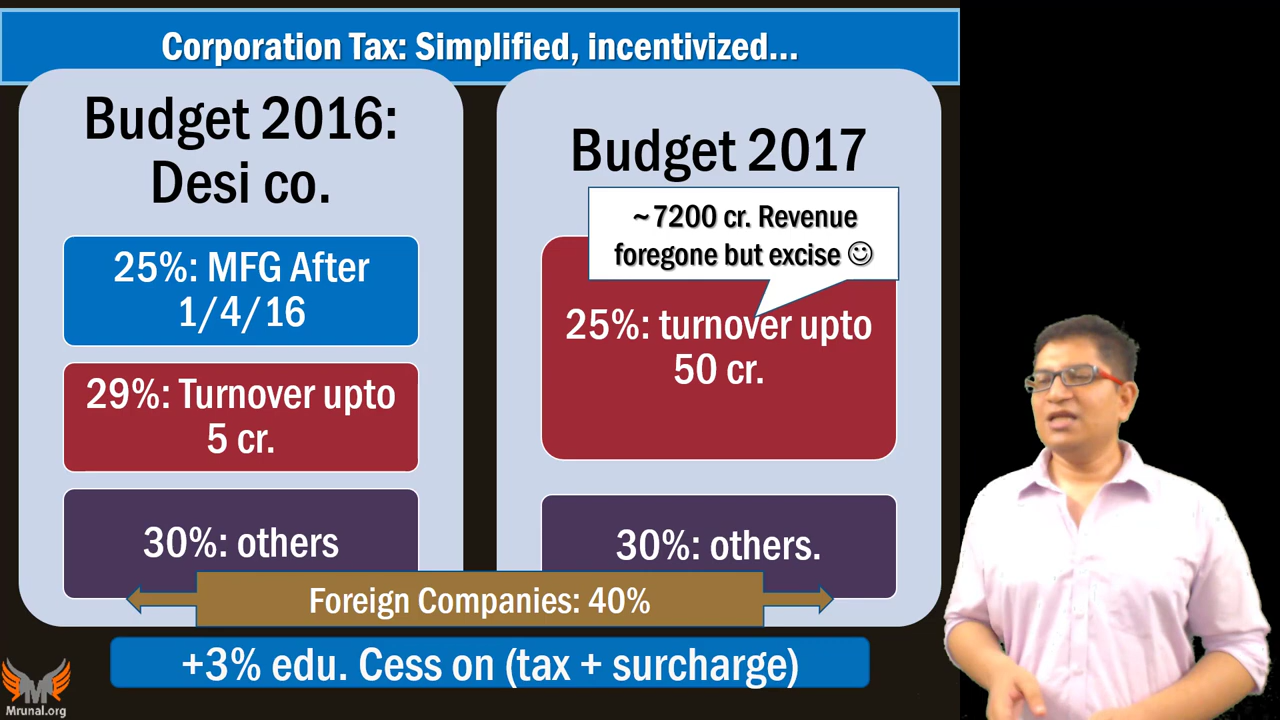 Corporation Tax: Simplified, incentivized...
Budget 2016:
Desi co.
25%: MFG After
1/4/16
29%: Turnover upto
5 cr.
30%: others
Budget 2017
~7200 cr. Revenue
foregone but excise ☺
25%: turnover upto
50 cr.
30%: others.
Foreign Companies: 40%
+3% edu. Cess on (tax + surcharge)
M
Mrunal.org